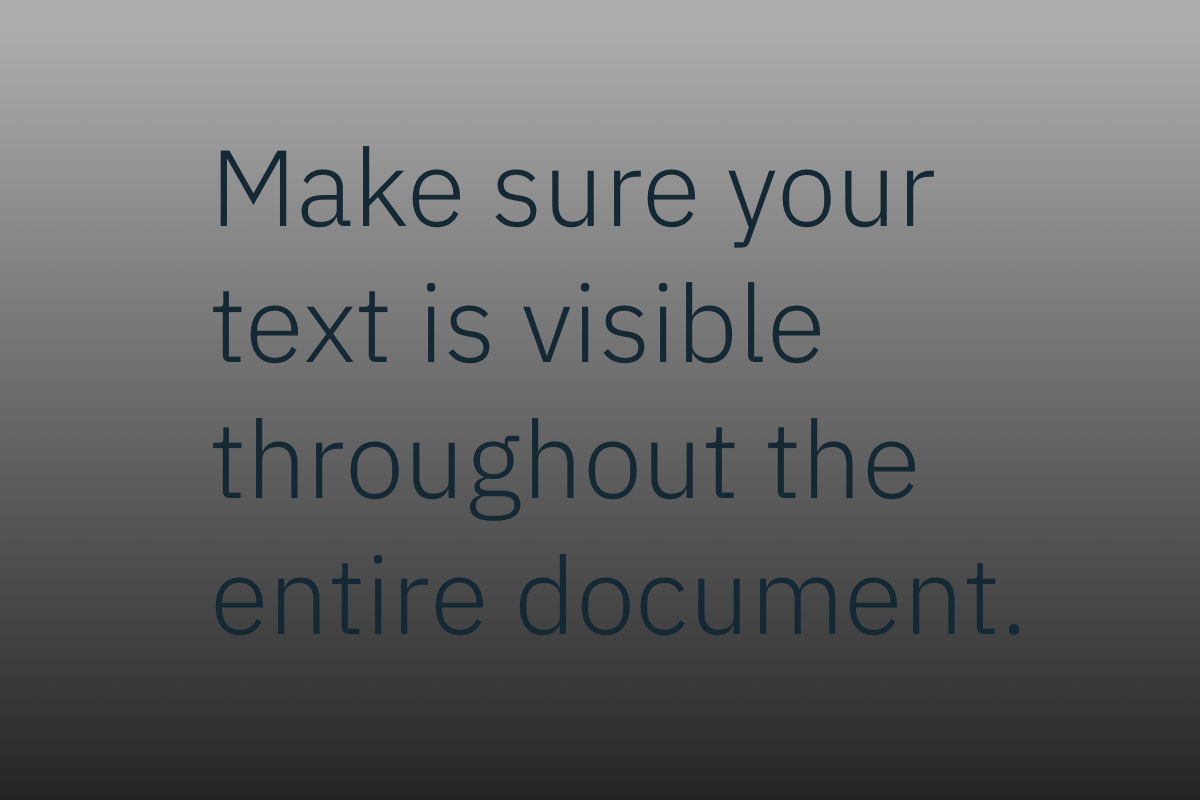 Make sure your
text is visible
throughout the
entire document.